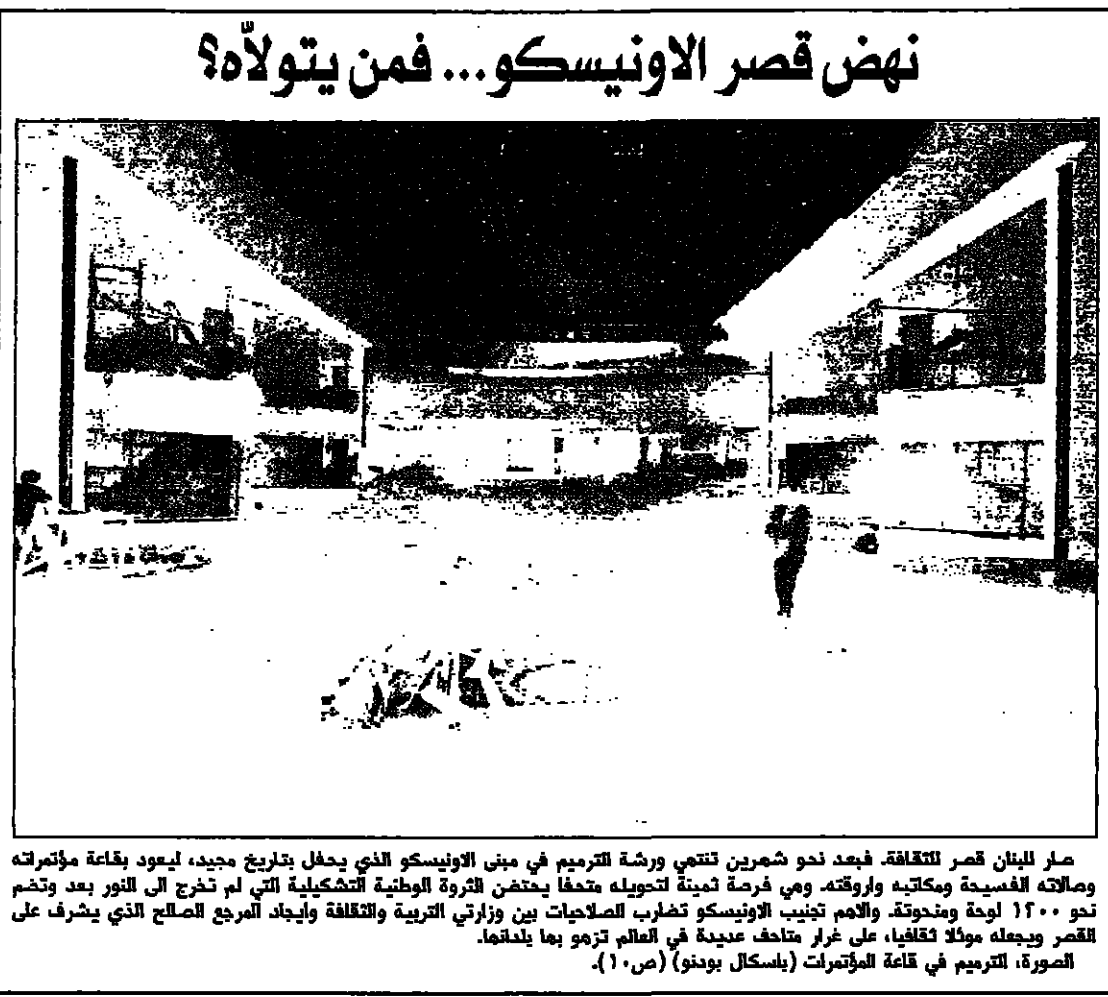 نهض قصر الاونيسكو... فمن يتولاّه؟
صار للبنان قصر للثقافة. فبعد نحو شهرين تنتهي ورشة الترميم في مبنى الاونيسكو الذي يحفل بتاريخ مجيد، ليعود بقاعة مؤتمراته
وصالاته الفسيحة ومكاتبه واروقته. وهي فرصة ثمينة لتحويله متحفا يحتضن الثروة الوطنية التشكيلية التي لم تخرج الى النور بعد وتضم
نحو ١٢٠٠ لوحة ومنحوتة. والاهم تجنيب الاونيسكو تضارب الصلاحيات بين وزارتي التربية والثقافة وايجاد المرجع الصالح الذي يشرف على
القصر ويجعله موئلا ثقافيا، على غرار متاحف عديدة في العالم تزهو بها بلدانها.
الصورة، الترميم في قاعة المؤتمرات (باسكال بودنو) (ص١٠).